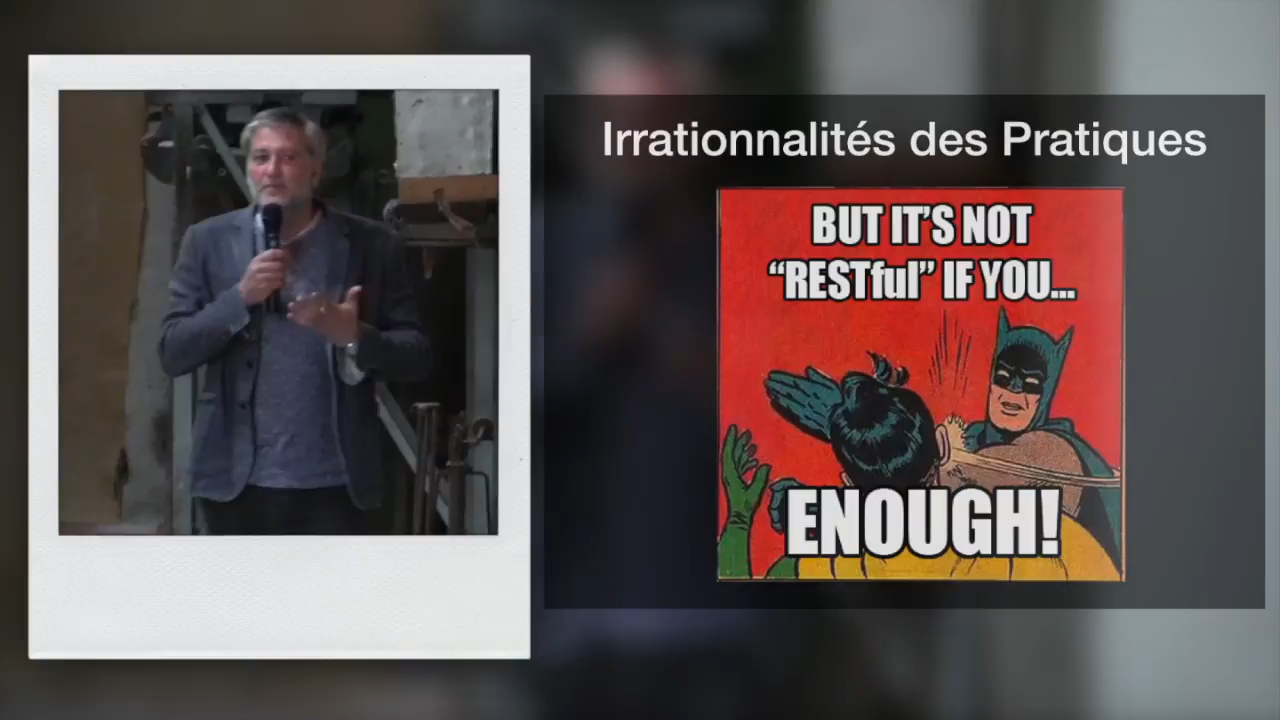 Irrationnalités des Pratiques
BUT IT'S NOT
“RESTful” IF YOU...
ENOUGH!